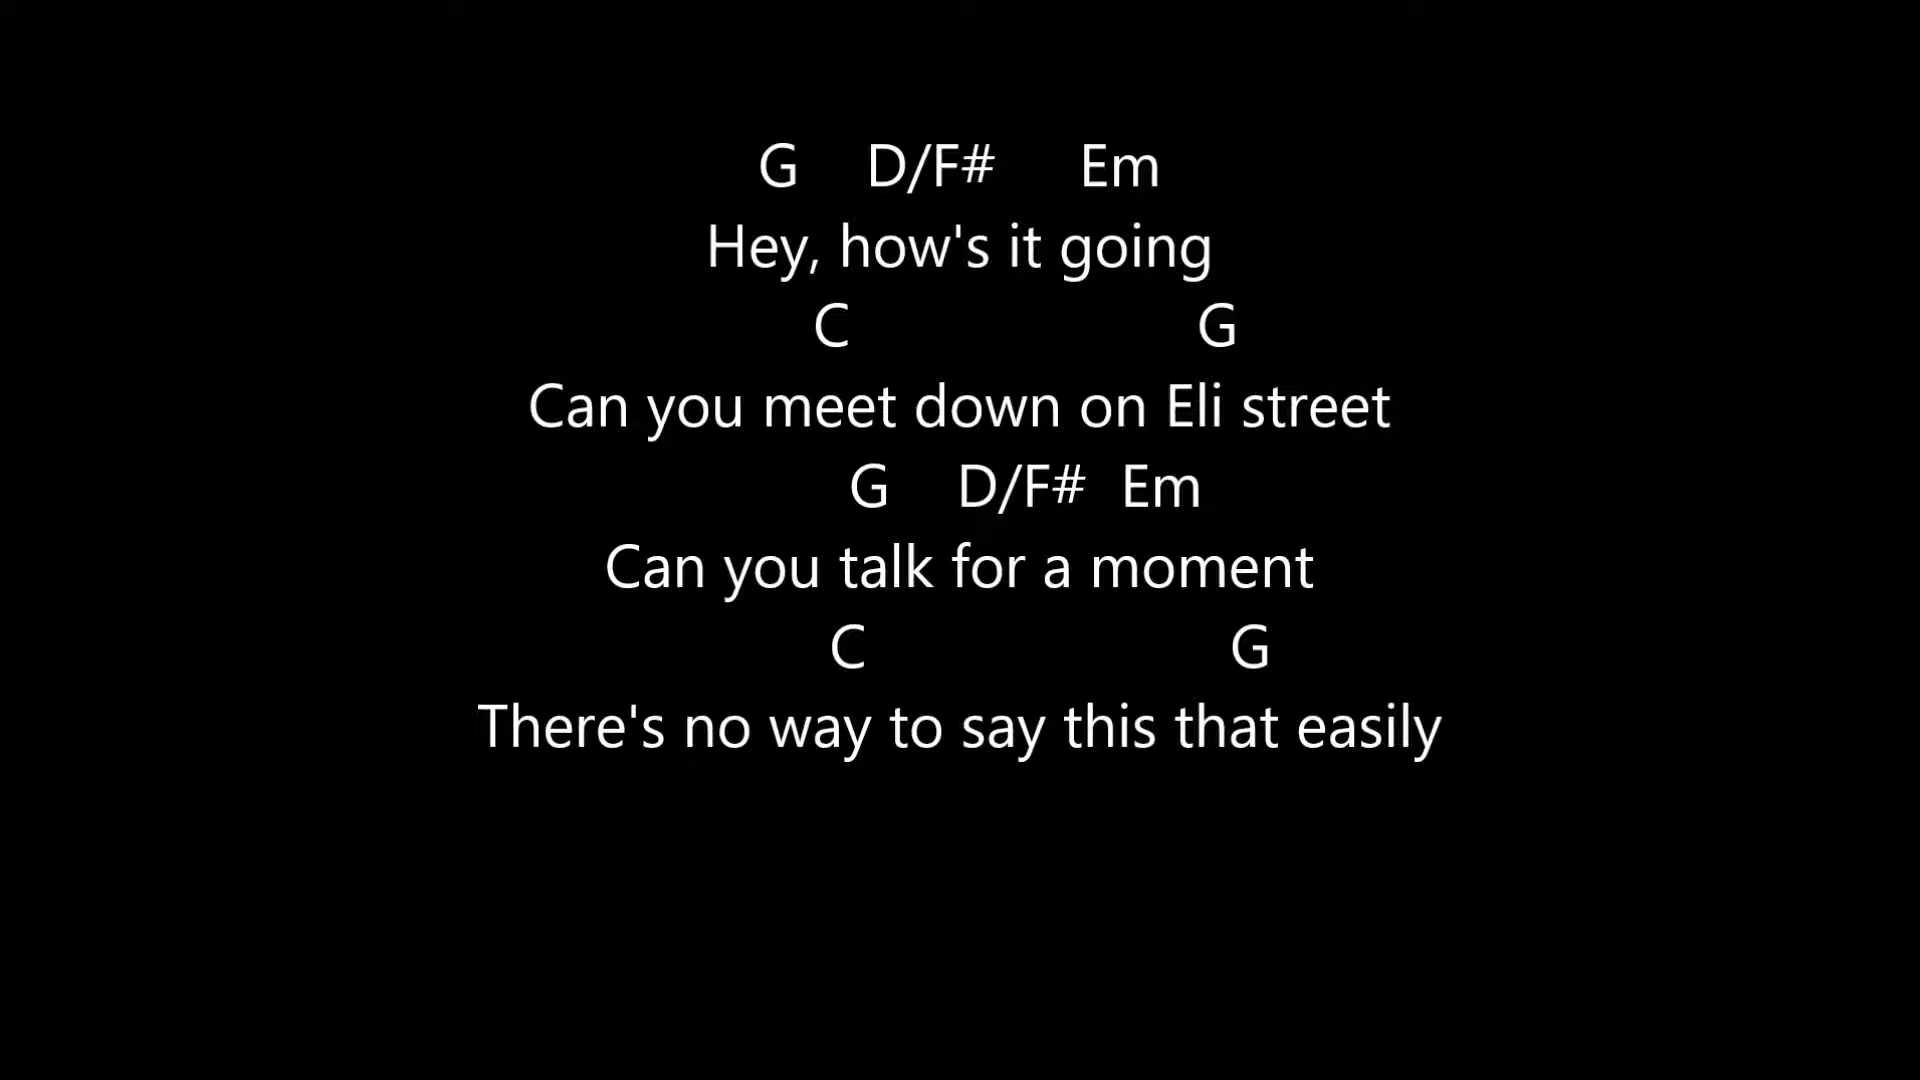 G D/F# Em
Hey, how's it going
C G
Can you meet down on Eli street
G D/F# Em
Can you talk for a moment
C G
There's no way to say this that easily